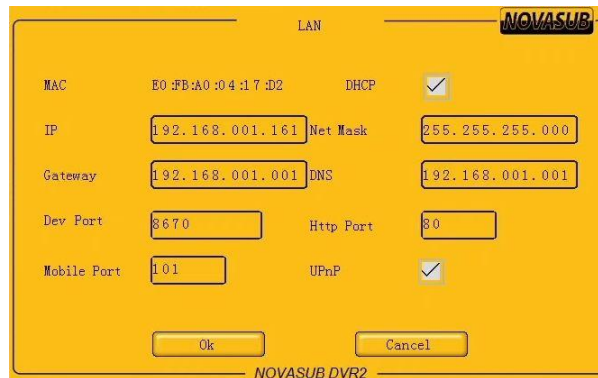 LAN
NOVASUB
MAC E0:FB:A0:04:17:D2 DHCP
IP 192.168.001.161 Net Mask 255.255.255.000
Gateway 192.168.001.001 DNS 192.168.001.001
Dev Port 8670 Http Port 80
Mobile Port 101 UPnP
Ok Cancel
NOVASUB DVR2